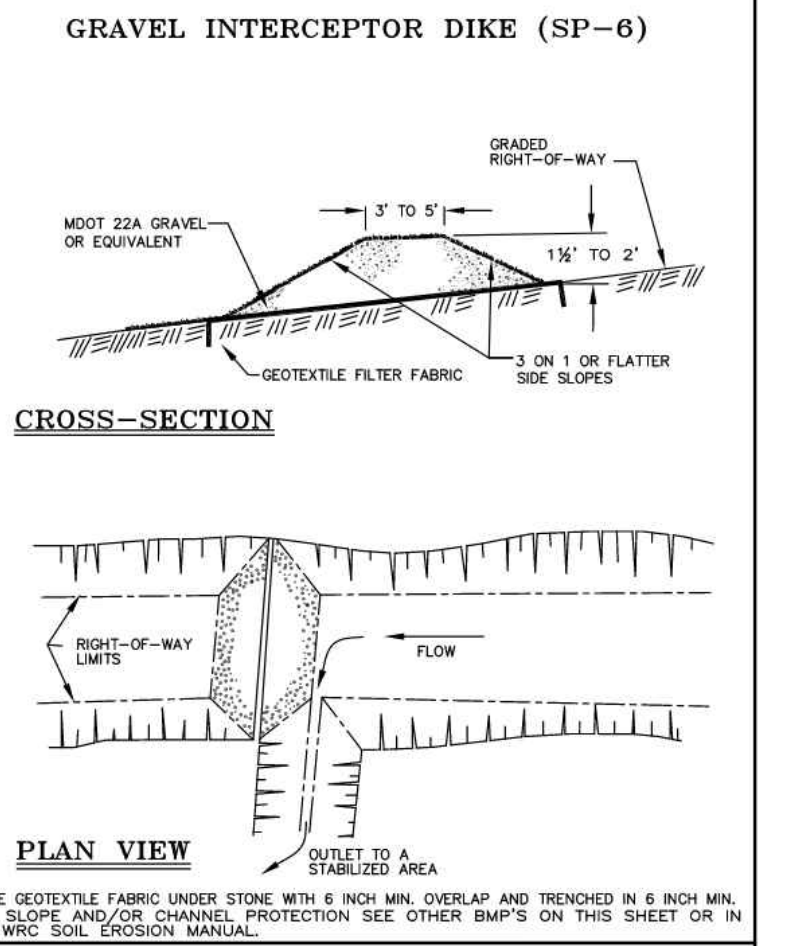 GRAVEL INTERCEPTOR DIKE (SP-6)
GRADED
RIGHT-OF-WAY
3' TO 5'
MDOT 22A GRAVEL
OR EQUIVALENT
1½' TO 2'
3 ON 1 OR FLATTER
SIDE SLOPES
GEOTEXTILE FILTER FABRIC
CROSS-SECTION
RIGHT-OF-WAY
LIMITS
FLOW
PLAN VIEW
OUTLET TO A
STABILIZED AREA
GEOTEXTILE FABRIC UNDER STONE WITH 6 INCH MIN. OVERLAP AND TRENCHED IN 6 INCH MIN.
SLOPE AND/OR CHANNEL PROTECTION SEE OTHER BMP'S ON THIS SHEET OR IN
WRC SOIL EROSION MANUAL.